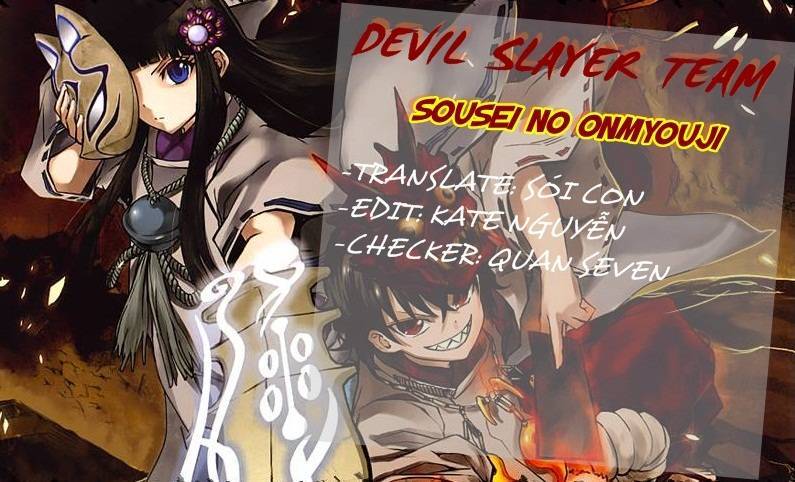 DEVIL SLAYER TEAM
SOUSEI NO ONMYOUJI
-TRANSLATE: SÓI CON
-EDIT: KATE NGUYỄN
-CHECKER: QUAN SEVEN